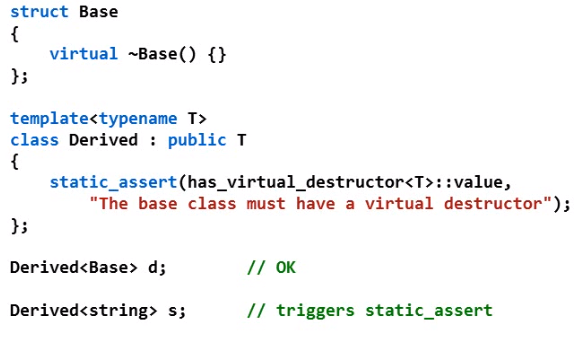 struct Base
{
    virtual ~Base() {}
};
template<typename T>
class Derived : public T
{
    static_assert(has_virtual_destructor<T>::value,
        "The base class must have a virtual destructor");
};
Derived<Base> d;        // OK
Derived<string> s;      // triggers static_assert